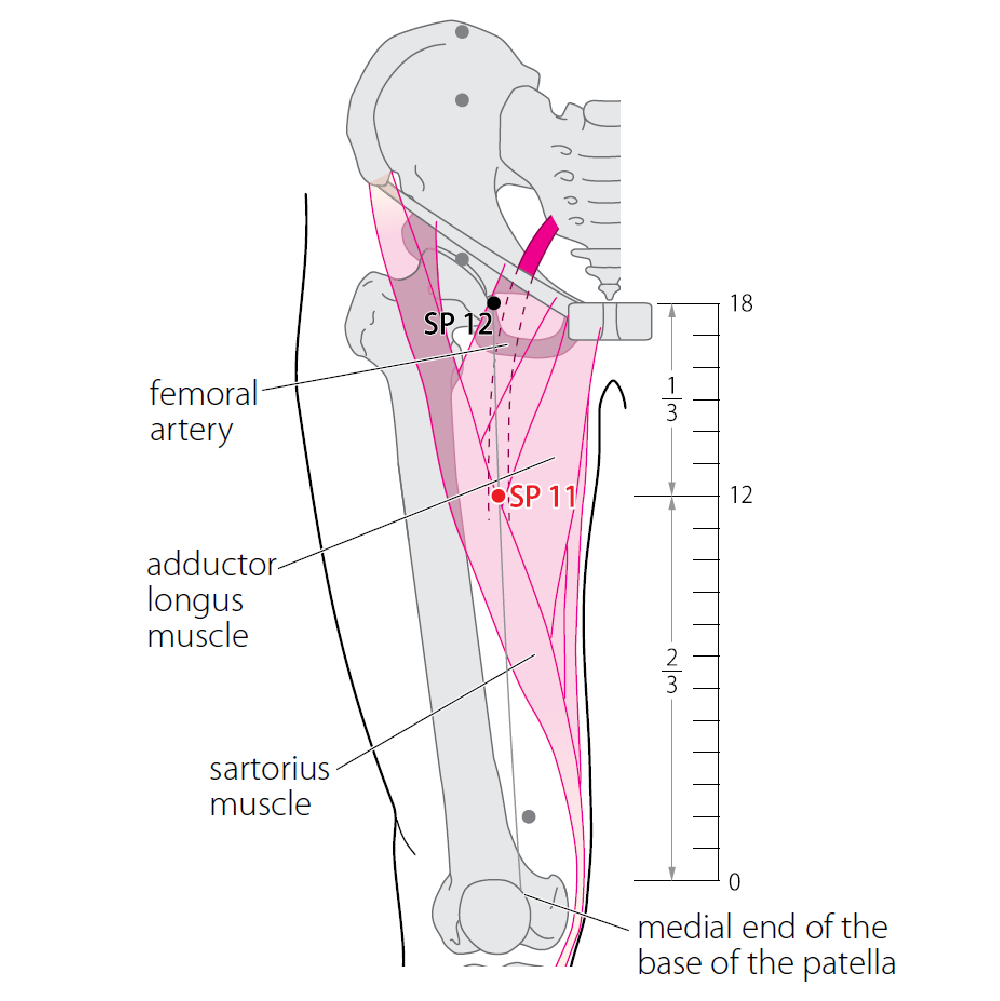 18
SP 12
1
3
femoral
artery
SP 11
12
adductor
longus
muscle
2
3
sartorius
muscle
0
medial end of the
base of the patella